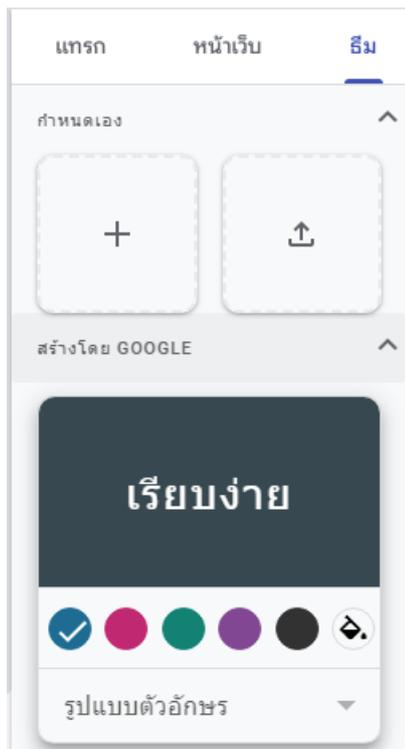 แทรก หน้าเว็บ ธีม
กำหนดเอง
สร้างโดย GOOGLE
เรียบง่าย
รูปแบบตัวอักษร